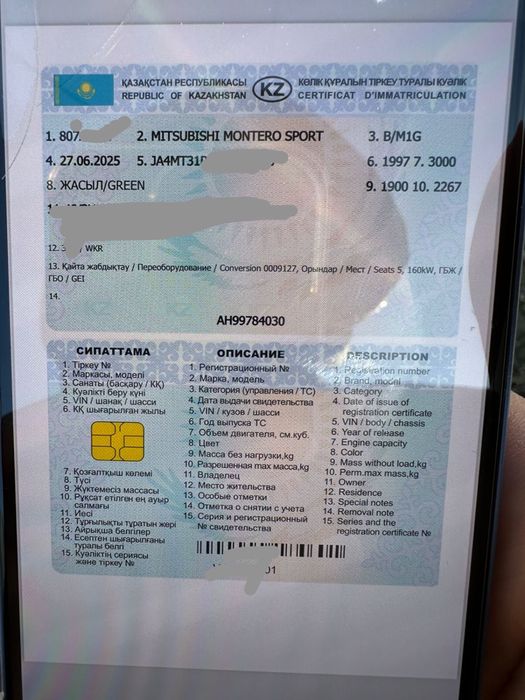 ҚАЗАҚСТАН РЕСПУБЛИКАСЫ
REPUBLIC OF KAZAKHSTAN
KZ
КӨЛІК ҚҰРАЛЫН ТІРКЕУ ТУРАЛЫ КУӘЛІК
CERTIFICAT D'IMMATRICULATION
1. 807 2. MITSUBISHI MONTERO SPORT 3. B/M1G
4. 27.06.2025 5. JA4MT31 6. 1997 7. 3000
8. ЖАСЫЛ/GREEN 9. 1900 10. 2267
12. / WKR
13. Қайта жабдықтау / Переоборудование / Conversion 0009127, Орындар / Мест / Seats 5, 160kW, ГБЖ /
ГБО / GEI
14.
AH99784030
СИПАТТАМА
1. Тіркеу №
2. Маркасы, моделі
3. Санаты (басқару / КҚ)
4. Куәлікті беру күні
5. VIN / шанақ / шасси
6. КҚ шығарылған жылы
7. Қозғалтқыш көлемі
8. Түсі
9. Жүктемесіз массасы
10. Рұқсат етілген ең ауыр
салмағы
11. Иесі
12. Тұрғылықты тұратын жері
13. Айрықша белгілер
14. Есептен шығарылғаны
туралы белгі
15. Куәліктің сериясы
және тіркеу №
ОПИСАНИЕ
1. Регистрационный №
2. Марка, модель
3. Категория (управления / ТС)
4. Дата выдачи свидетельства
5. VIN / кузов / шасси
6. Год выпуска ТС
7. Объем двигателя, см.куб.
8. Цвет
9. Масса без нагрузки,kg
10. Разрешенная max масса,kg
11. Владелец
12. Место жительства
13. Особые отметки
14. Отметка о снятии с учета
15. Серия и регистрационный
№ свидетельства
DESCRIPTION
1. Registration number
2. Brand, model
3. Category
4. Date of issue of
registration certificate
5. VIN / body / chassis
6. Year of release
7. Engine capacity
8. Color
9. Mass without load,kg
10. Perm.max mass,kg
11. Owner
12. Residence
13. Special notes
14. Removal note
15. Series and the
registration certificate №
01